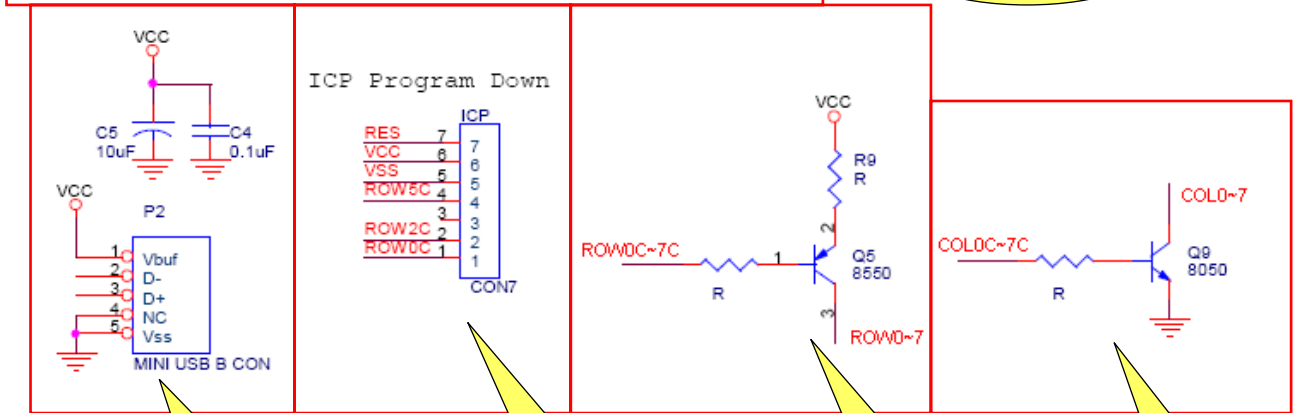 VCC
C5
10uF
C4
0.1uF
VCC
P2
1 Vbuf
2 D-
3 D+
4 NC
5 Vss
MINI USB B CON
ICP Program Down
ICP
RES 7 7
VCC 6 6
VSS 5 5
ROW5C 4 4
3 3
ROW2C 2 2
ROW0C 1 1
CON7
VCC
R9
R
2
ROW0C~7C
1
R
Q5
8550
3
ROW0~7
COL0~7
COL0C~7C
R
Q9
8050